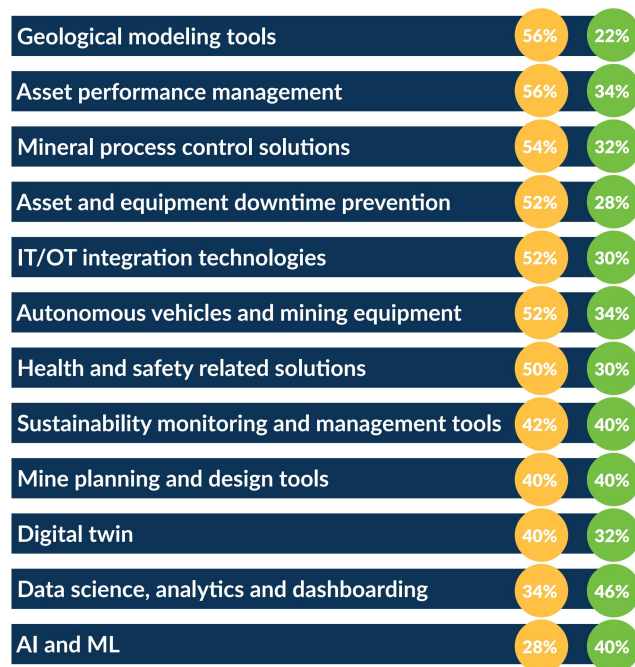 Geological modeling tools 56% 22%
Asset performance management 56% 34%
Mineral process control solutions 54% 32%
Asset and equipment downtime prevention 52% 28%
IT/OT integration technologies 52% 30%
Autonomous vehicles and mining equipment 52% 34%
Health and safety related solutions 50% 30%
Sustainability monitoring and management tools 42% 40%
Mine planning and design tools 40% 40%
Digital twin 40% 32%
Data science, analytics and dashboarding 34% 46%
AI and ML 28% 40%